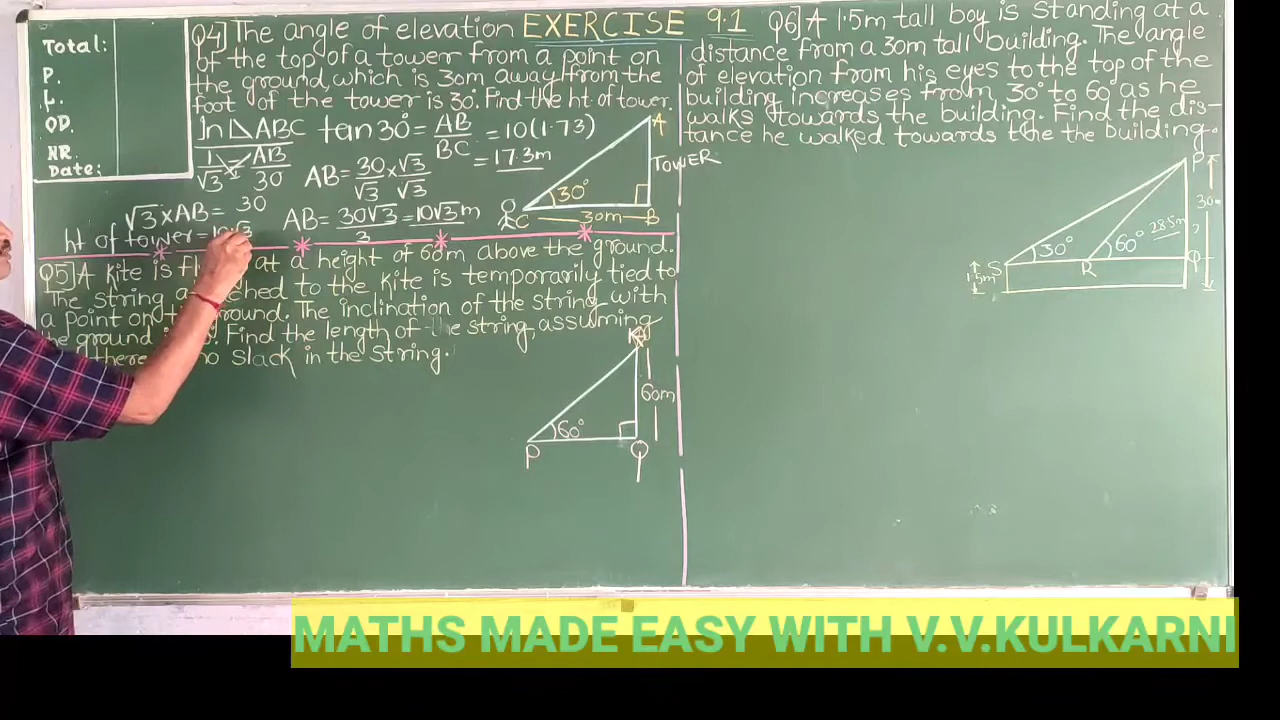 Total:
P.
L.
OD.
NR.
Date:
EXERCISE 9.1
Q4] The angle of elevation
of the top of a tower from a point on
the ground, which is 30m away from the
foot of the tower is 30°. Find the ht of tower.
In △ABC tan30° = AB/BC = 10(1.73)
= 17.3m
1/√3 = AB/30
AB = 30/√3 × √3/√3
√3 × AB = 30
AB = 30√3/3 = 10√3 m
ht of tower = 10√3
A
TOWER
30°
C 30m B
Q5] A kite is at a height of 60m above the ground.
The string to the kite is temporarily tied to
a point on ground. The inclination of the string with
ground Find the length of the string, assuming
there slack in the string.
K
60m
60°
P Q
Q6] A 1.5m tall boy is standing at a
distance from a 30m tall building. The angle
of elevation from his eyes to the top of the
building increases from 30° to 60° as he
walks towards the building. Find the dis-
tance he walked towards the the building.
P
30m
28.5m
?
S 30° R 60° Q
1.5m
MATHS MADE EASY WITH V.V.KULKARNI